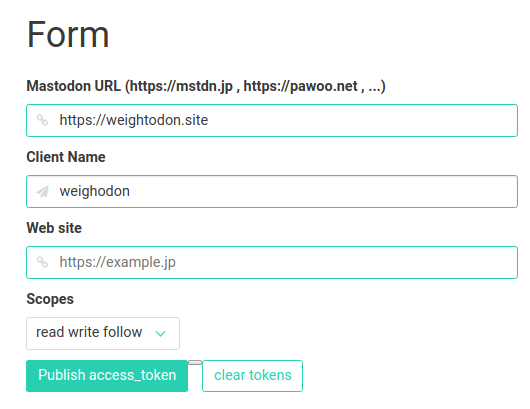 Form
Mastodon URL (https://mstdn.jp , https://pawoo.net , ...)
https://weightodon.site
Client Name
weighodon
Web site
https://example.jp
Scopes
read write follow
Publish access_token clear tokens